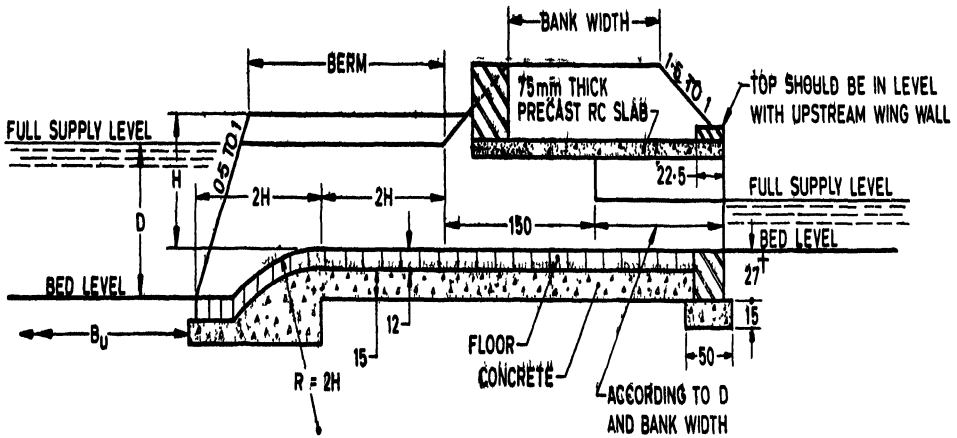 BANK WIDTH
BERM
1·5 TO 1
75mm THICK
PRECAST RC SLAB
TOP SHOULD BE IN LEVEL
WITH UPSTREAM WING WALL
FULL SUPPLY LEVEL
0·5 TO 1
H
D
2H
2H
22·5
FULL SUPPLY LEVEL
150
BED LEVEL
27
BED LEVEL
Bu
12
15
15
FLOOR
CONCRETE
50
R = 2H
ACCORDING TO D
AND BANK WIDTH